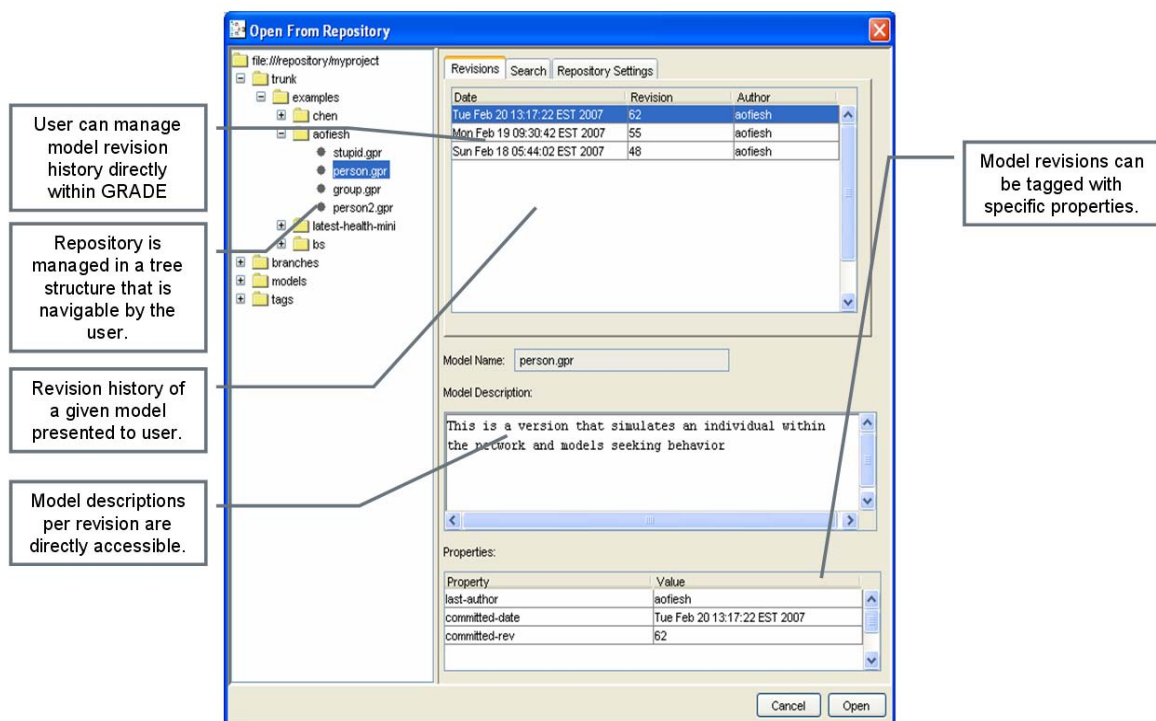 Open From Repository
file:///repository/myproject
trunk
examples
chen
aofiesh
stupid.gpr
person.gpr
group.gpr
person2.gpr
latest-health-mini
bs
branches
models
tags
Revisions Search Repository Settings
Date Revision Author
Tue Feb 20 13:17:22 EST 2007 62 aofiesh
Mon Feb 19 09:30:42 EST 2007 55 aofiesh
Sun Feb 18 05:44:02 EST 2007 48 aofiesh
Model Name: person.gpr
Model Description:
This is a version that simulates an individual within
the network and models seeking behavior
Properties:
Property Value
last-author aofiesh
committed-date Tue Feb 20 13:17:22 EST 2007
committed-rev 62
Cancel Open
User can manage
model revision
history directly
within GRADE
Repository is
managed in a tree
structure that is
navigable by the
user.
Revision history of
a given model
presented to user.
Model descriptions
per revision are
directly accessible.
Model revisions can
be tagged with
specific properties.